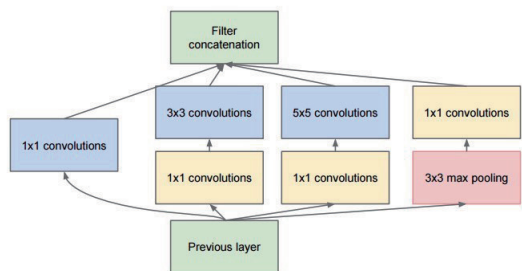 Filter
concatenation
3x3 convolutions
5x5 convolutions
1x1 convolutions
1x1 convolutions
1x1 convolutions
1x1 convolutions
3x3 max pooling
Previous layer